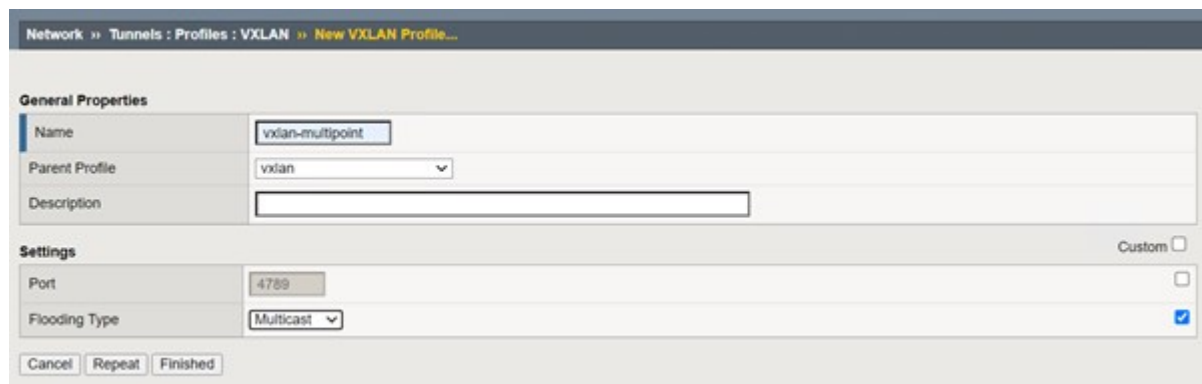 Network ›› Tunnels : Profiles : VXLAN ›› New VXLAN Profile...
General Properties
Name vxlan-multipoint
Parent Profile vxlan
Description
Settings Custom
Port 4789
Flooding Type Multicast
Cancel Repeat Finished